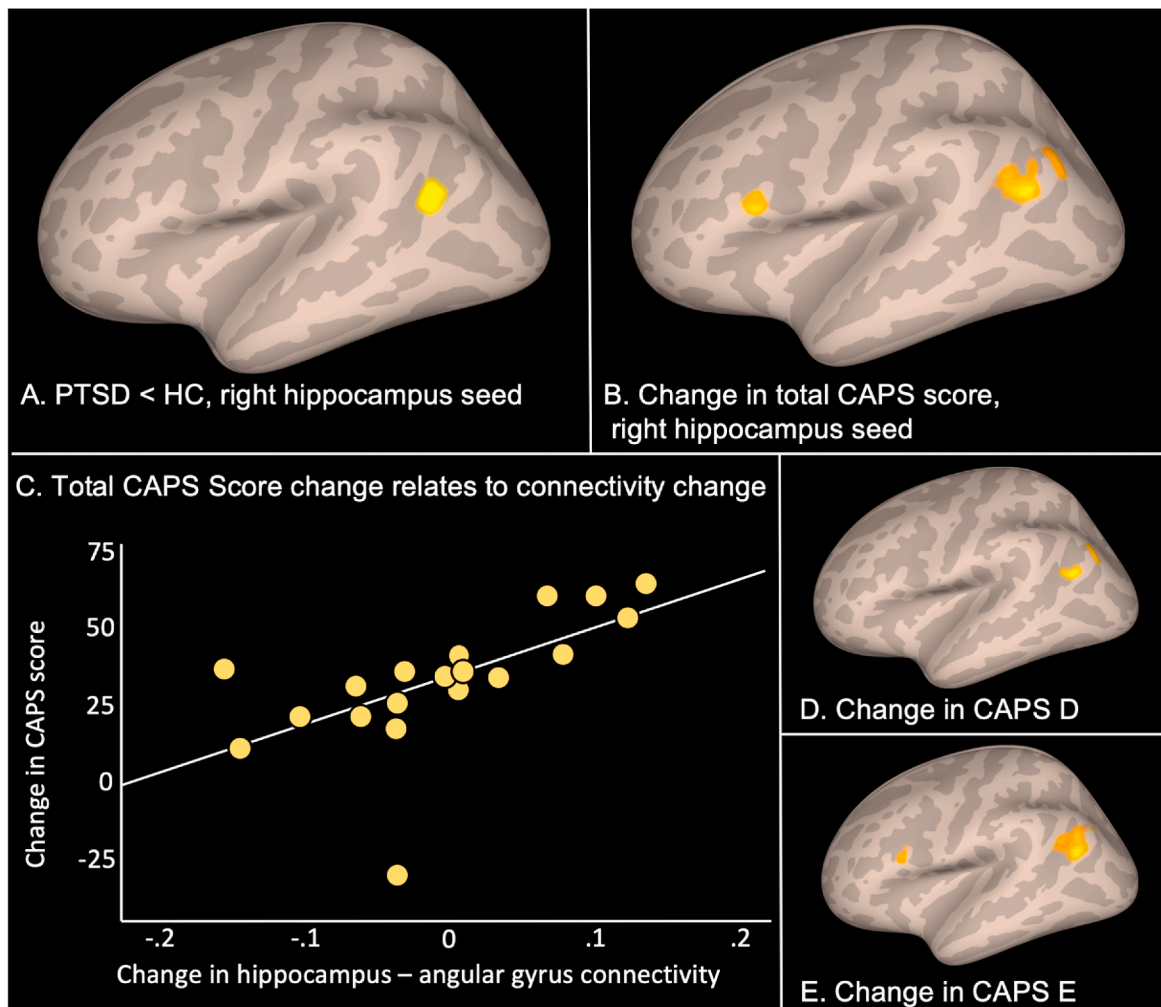 A. PTSD < HC, right hippocampus seed
B. Change in total CAPS score,
right hippocampus seed
C. Total CAPS Score change relates to connectivity change
Change in CAPS score
75
50
25
0
-25
-.2
-.1
0
.1
.2
Change in hippocampus – angular gyrus connectivity
D. Change in CAPS D
E. Change in CAPS E